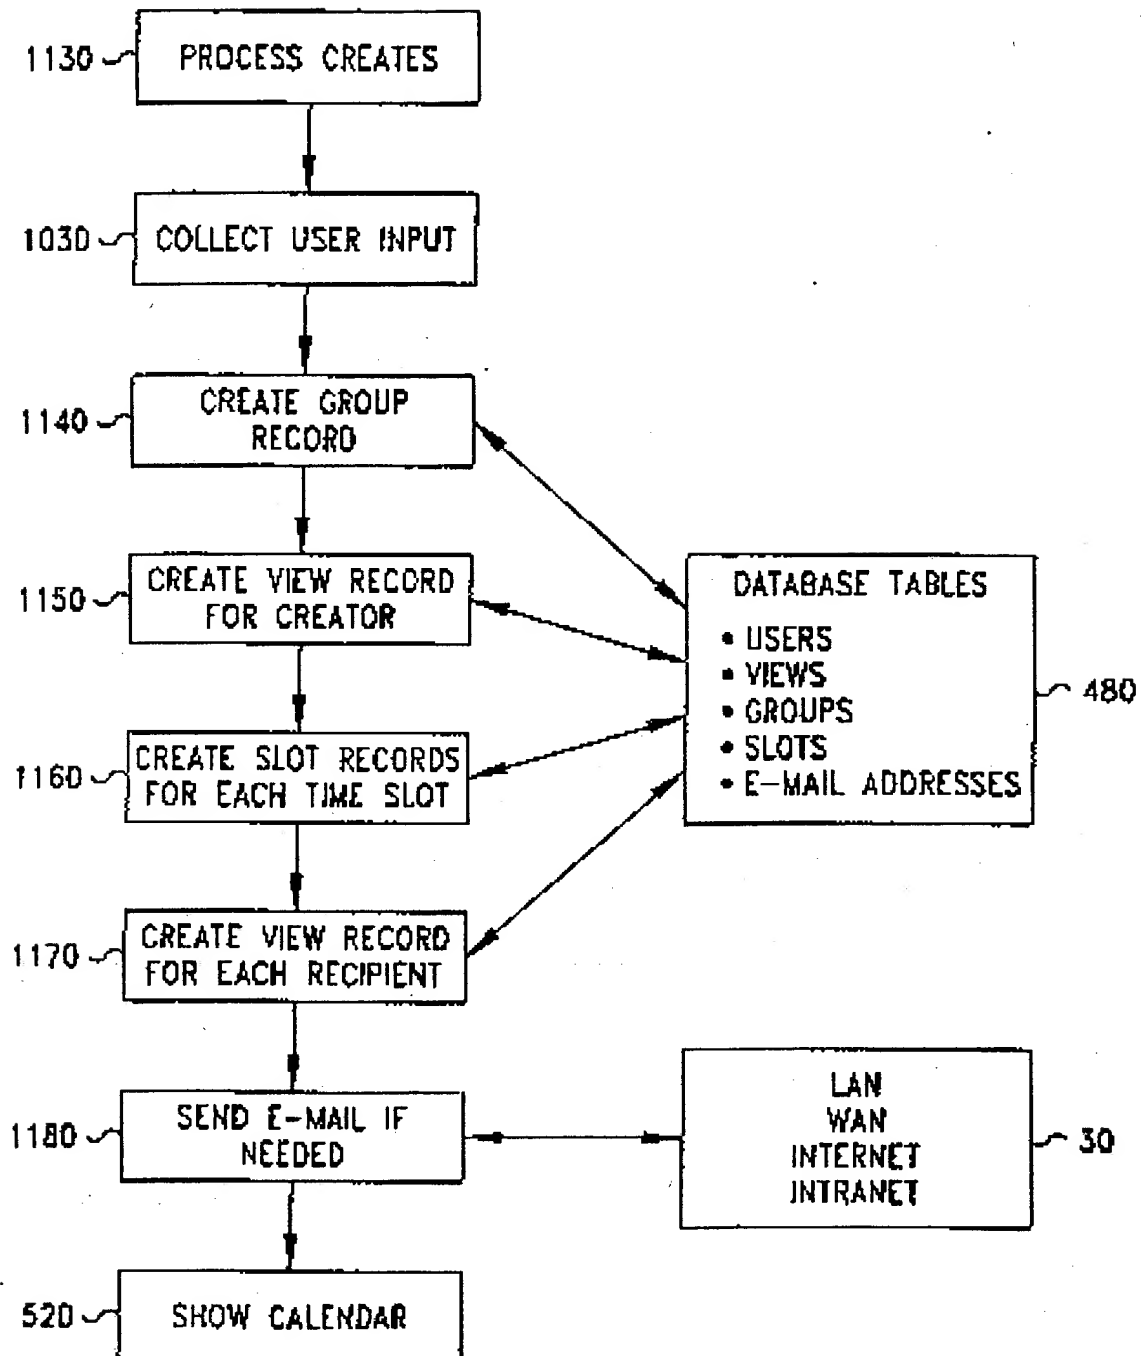 1130
PROCESS CREATES
1030
COLLECT USER INPUT
1140
CREATE GROUP
RECORD
1150
CREATE VIEW RECORD
FOR CREATOR
1160
CREATE SLOT RECORDS
FOR EACH TIME SLOT
1170
CREATE VIEW RECORD
FOR EACH RECIPIENT
1180
SEND E-MAIL IF
NEEDED
520
SHOW CALENDAR
DATABASE TABLES
• USERS
• VIEWS
• GROUPS
• SLOTS
• E-MAIL ADDRESSES
480
LAN
WAN
INTERNET
INTRANET
30